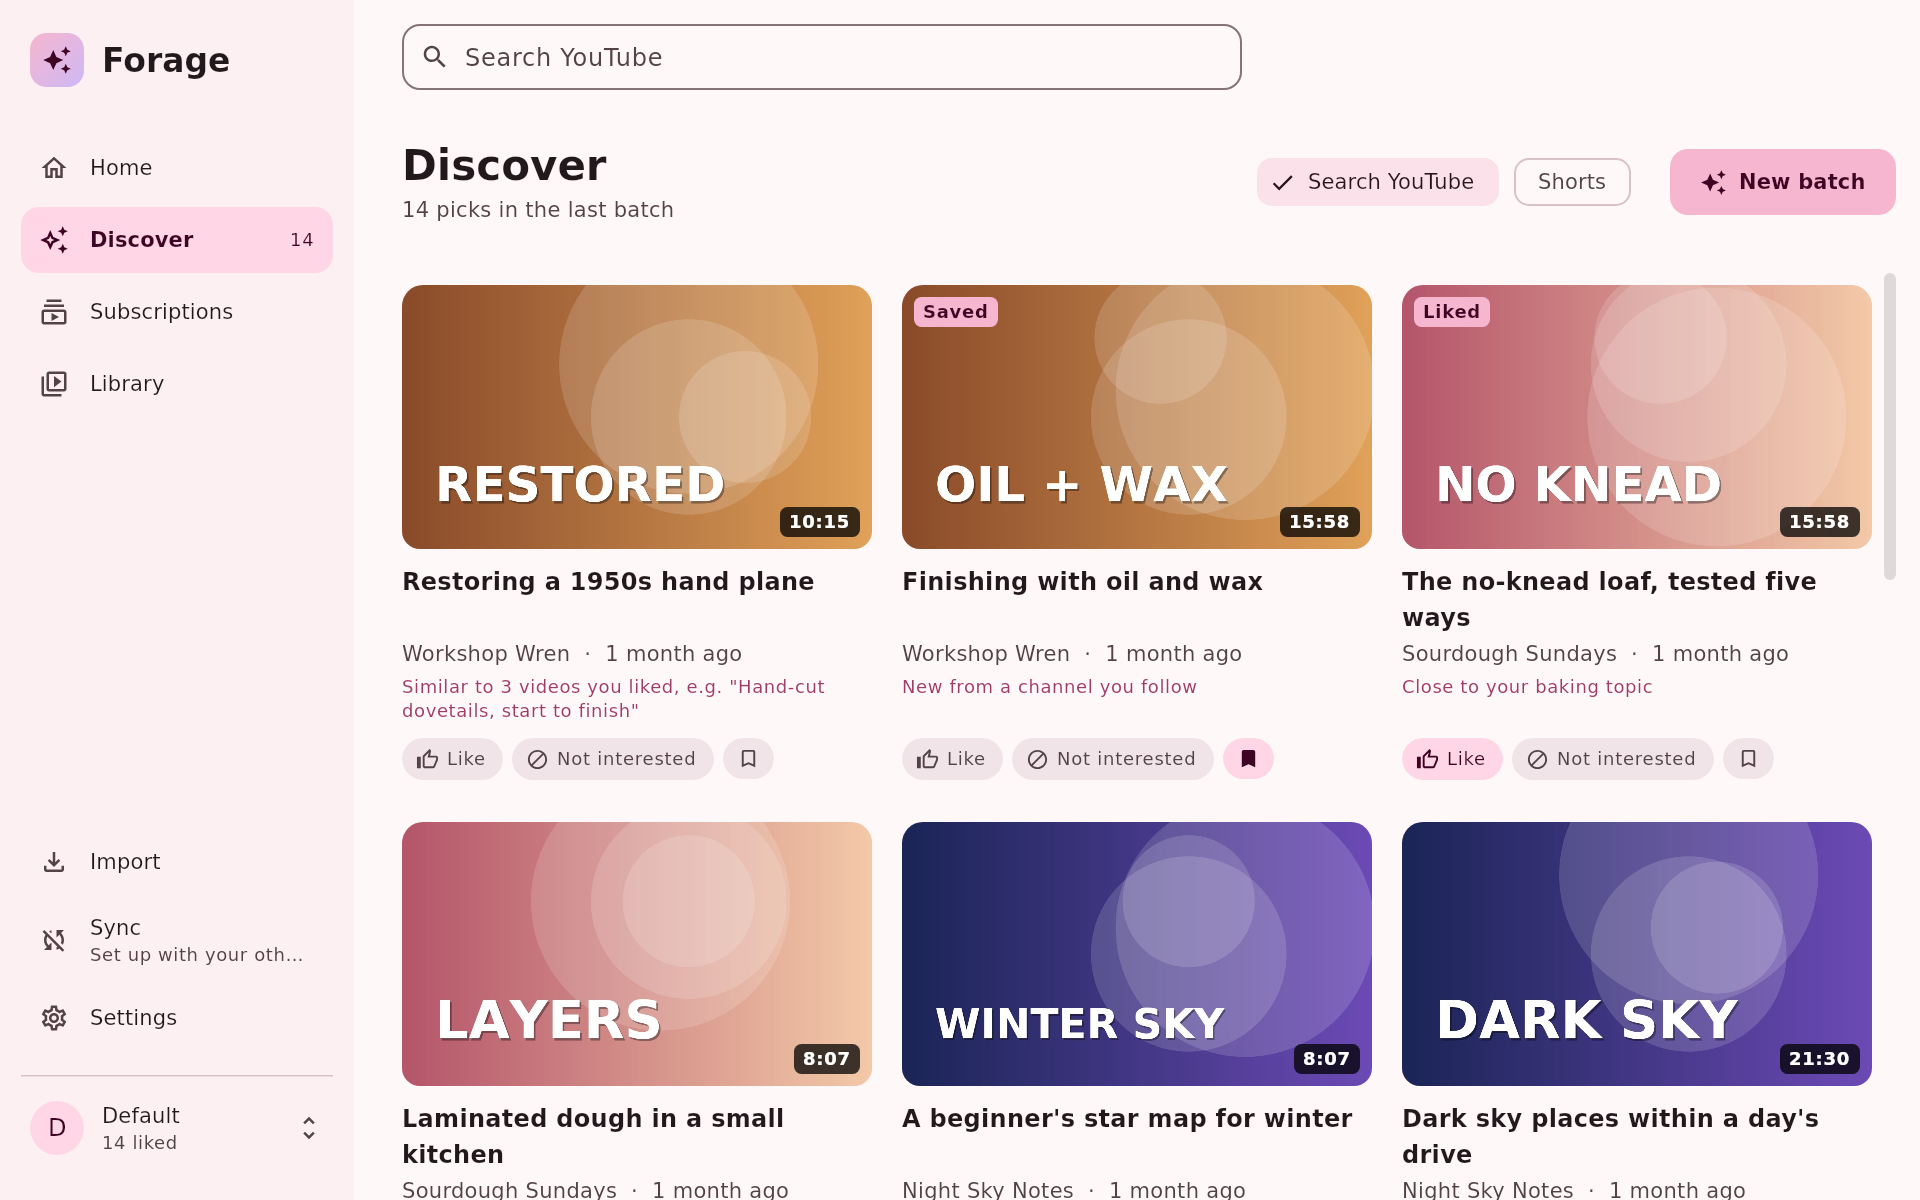 Forage
Home
Discover 14
Subscriptions
Library
Import
Sync
Set up with your oth...
Settings
D
Default
14 liked
Search YouTube
Discover
14 picks in the last batch
Search YouTube
Shorts
New batch
RESTORED
10:15
Restoring a 1950s hand plane
Workshop Wren · 1 month ago
Similar to 3 videos you liked, e.g. "Hand-cut
dovetails, start to finish"
Like
Not interested
Saved
OIL + WAX
15:58
Finishing with oil and wax
Workshop Wren · 1 month ago
New from a channel you follow
Like
Not interested
Liked
NO KNEAD
15:58
The no-knead loaf, tested five
ways
Sourdough Sundays · 1 month ago
Close to your baking topic
Like
Not interested
LAYERS
8:07
Laminated dough in a small
kitchen
Sourdough Sundays · 1 month ago
WINTER SKY
8:07
A beginner's star map for winter
Night Sky Notes · 1 month ago
DARK SKY
21:30
Dark sky places within a day's
drive
Night Sky Notes · 1 month ago